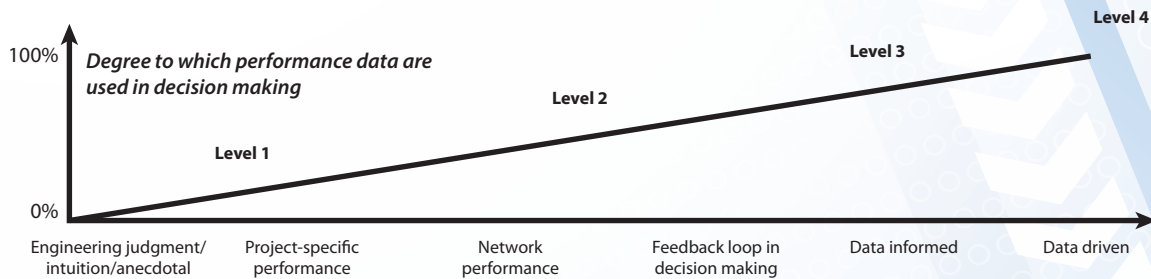 Level 4
100%
Degree to which performance data are
used in decision making
Level 3
Level 2
Level 1
0%
Engineering judgment/
intuition/anecdotal
Project-specific
performance
Network
performance
Feedback loop in
decision making
Data informed
Data driven